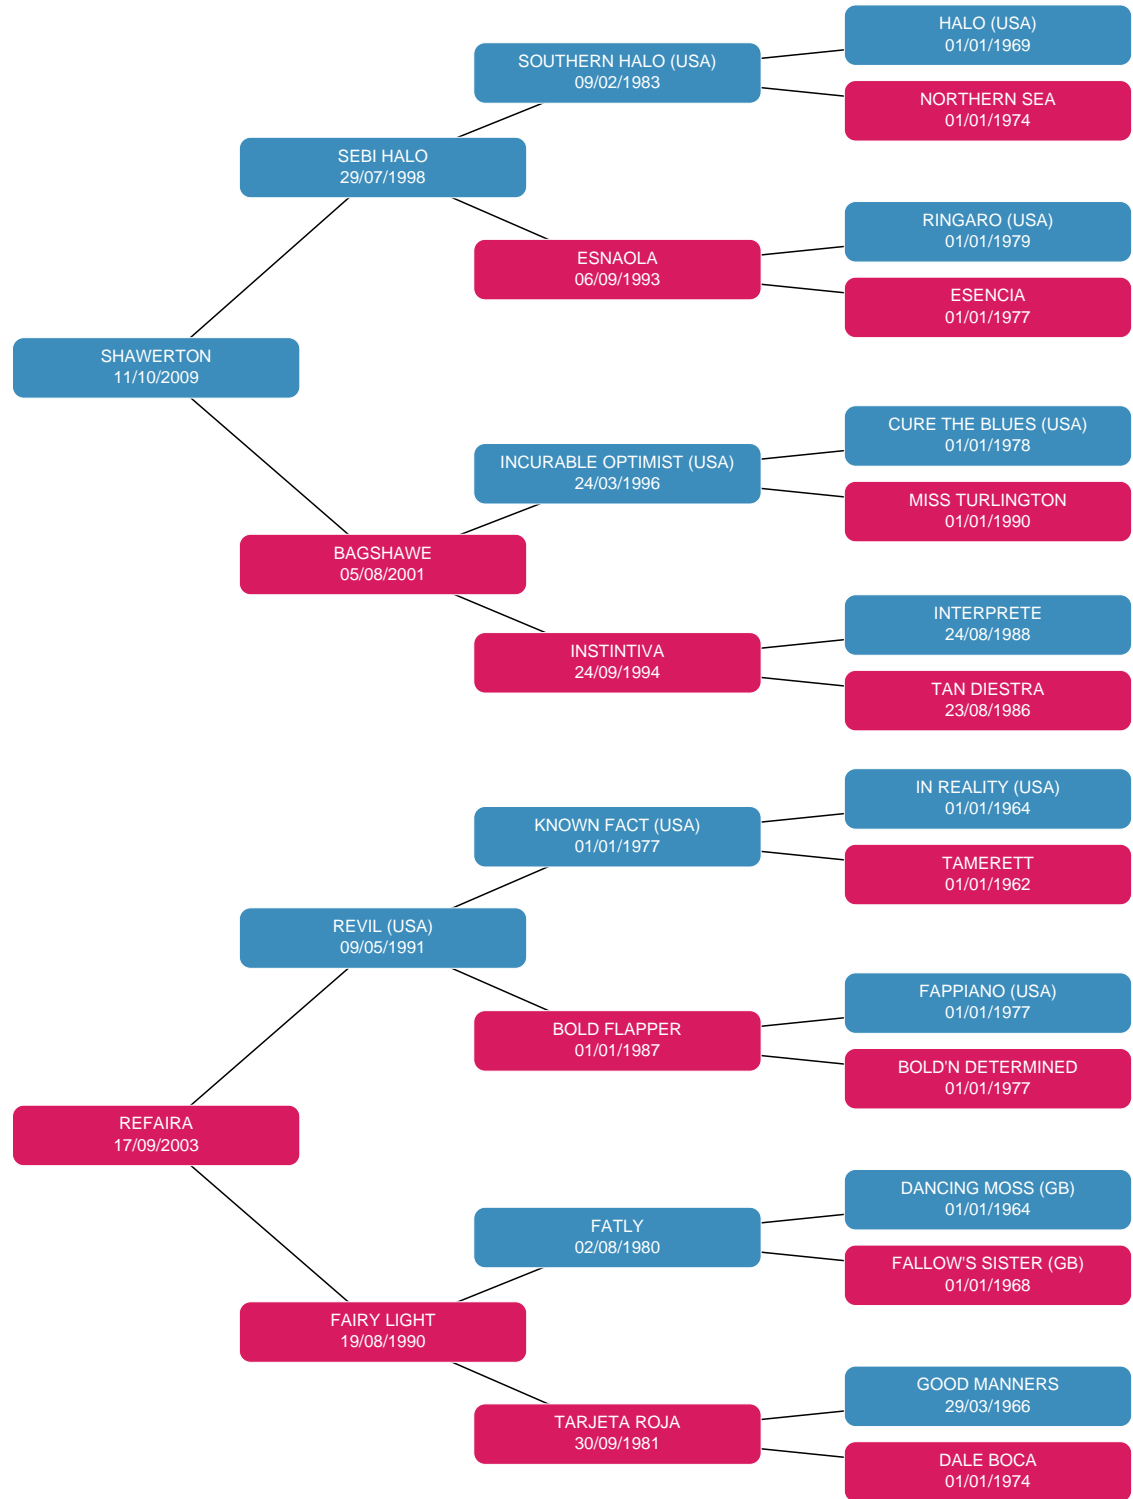 HALO (USA)
01/01/1969
SOUTHERN HALO (USA)
09/02/1983
NORTHERN SEA
01/01/1974
SEBI HALO
29/07/1998
RINGARO (USA)
01/01/1979
ESNAOLA
06/09/1993
ESENCIA
01/01/1977
SHAWERTON
11/10/2009
CURE THE BLUES (USA)
01/01/1978
INCURABLE OPTIMIST (USA)
24/03/1996
MISS TURLINGTON
01/01/1990
BAGSHAWE
05/08/2001
INTERPRETE
24/08/1988
INSTINTIVA
24/09/1994
TAN DIESTRA
23/08/1986
IN REALITY (USA)
01/01/1964
KNOWN FACT (USA)
01/01/1977
TAMERETT
01/01/1962
REVIL (USA)
09/05/1991
FAPPIANO (USA)
01/01/1977
BOLD FLAPPER
01/01/1987
BOLD'N DETERMINED
01/01/1977
REFAIRA
17/09/2003
DANCING MOSS (GB)
01/01/1964
FATLY
02/08/1980
FALLOW'S SISTER (GB)
01/01/1968
FAIRY LIGHT
19/08/1990
GOOD MANNERS
29/03/1966
TARJETA ROJA
30/09/1981
DALE BOCA
01/01/1974